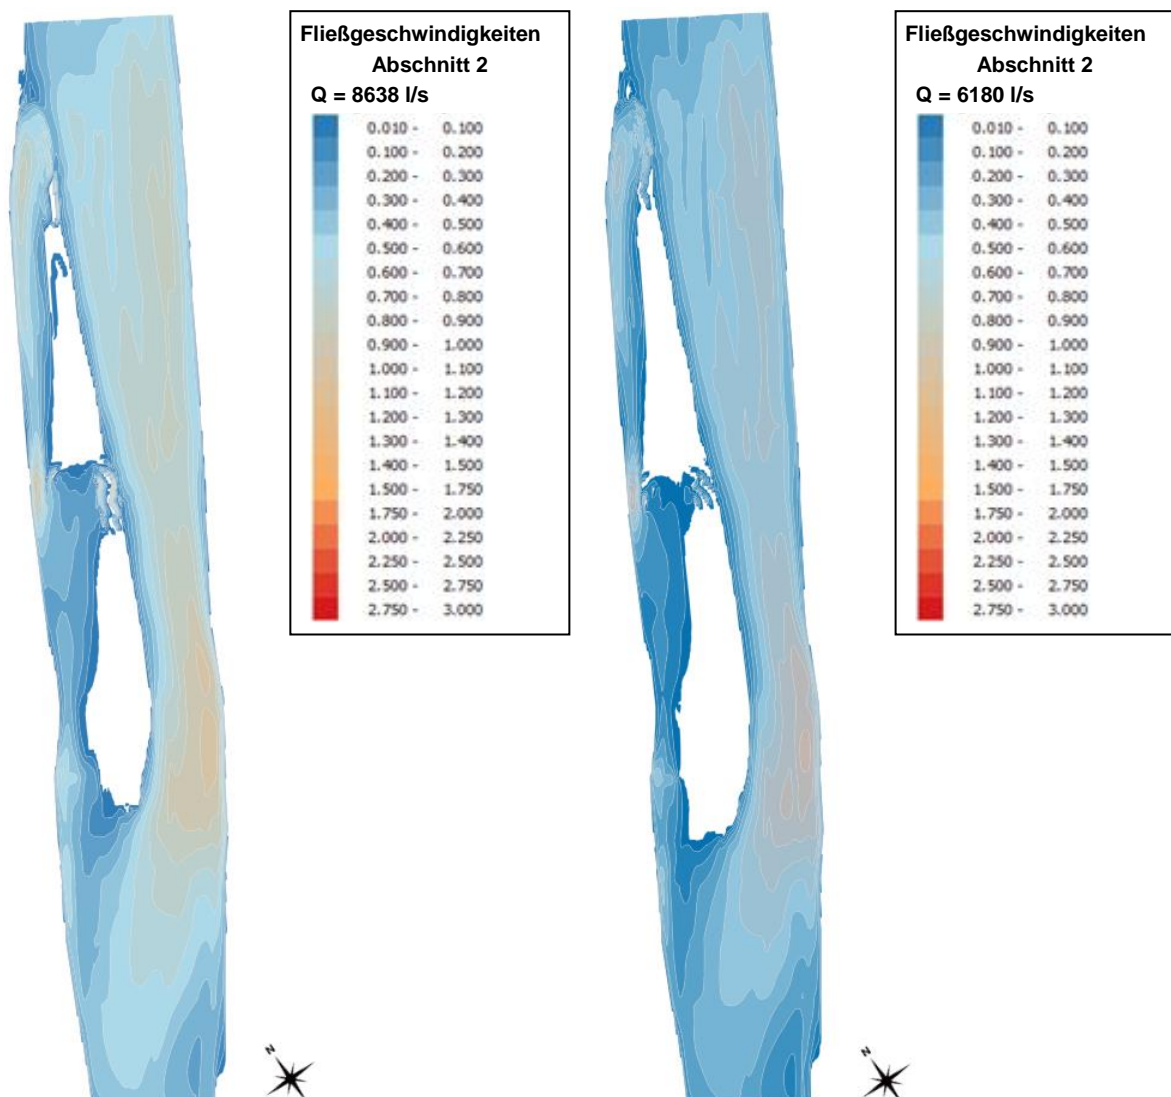 Fließgeschwindigkeiten
Abschnitt 2
Q = 8638 l/s
0.010 - 0.100
0.100 - 0.200
0.200 - 0.300
0.300 - 0.400
0.400 - 0.500
0.500 - 0.600
0.600 - 0.700
0.700 - 0.800
0.800 - 0.900
0.900 - 1.000
1.000 - 1.100
1.100 - 1.200
1.200 - 1.300
1.300 - 1.400
1.400 - 1.500
1.500 - 1.750
1.750 - 2.000
2.000 - 2.250
2.250 - 2.500
2.500 - 2.750
2.750 - 3.000
N
Fließgeschwindigkeiten
Abschnitt 2
Q = 6180 l/s
0.010 - 0.100
0.100 - 0.200
0.200 - 0.300
0.300 - 0.400
0.400 - 0.500
0.500 - 0.600
0.600 - 0.700
0.700 - 0.800
0.800 - 0.900
0.900 - 1.000
1.000 - 1.100
1.100 - 1.200
1.200 - 1.300
1.300 - 1.400
1.400 - 1.500
1.500 - 1.750
1.750 - 2.000
2.000 - 2.250
2.250 - 2.500
2.500 - 2.750
2.750 - 3.000
N